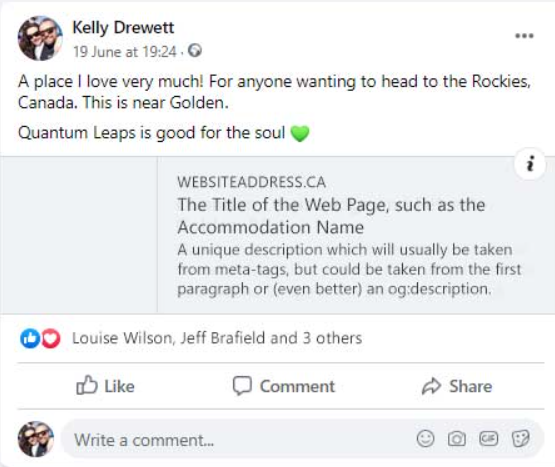 Kelly Drewett
19 June at 19:24 ·
A place I love very much! For anyone wanting to head to the Rockies,
Canada. This is near Golden.
Quantum Leaps is good for the soul 💚
i
WEBSITEADDRESS.CA
The Title of the Web Page, such as the
Accommodation Name
A unique description which will usually be taken
from meta-tags, but could be taken from the first
paragraph or (even better) an og:description.
Louise Wilson, Jeff Brafield and 3 others
Like Comment Share
Write a comment... GIF